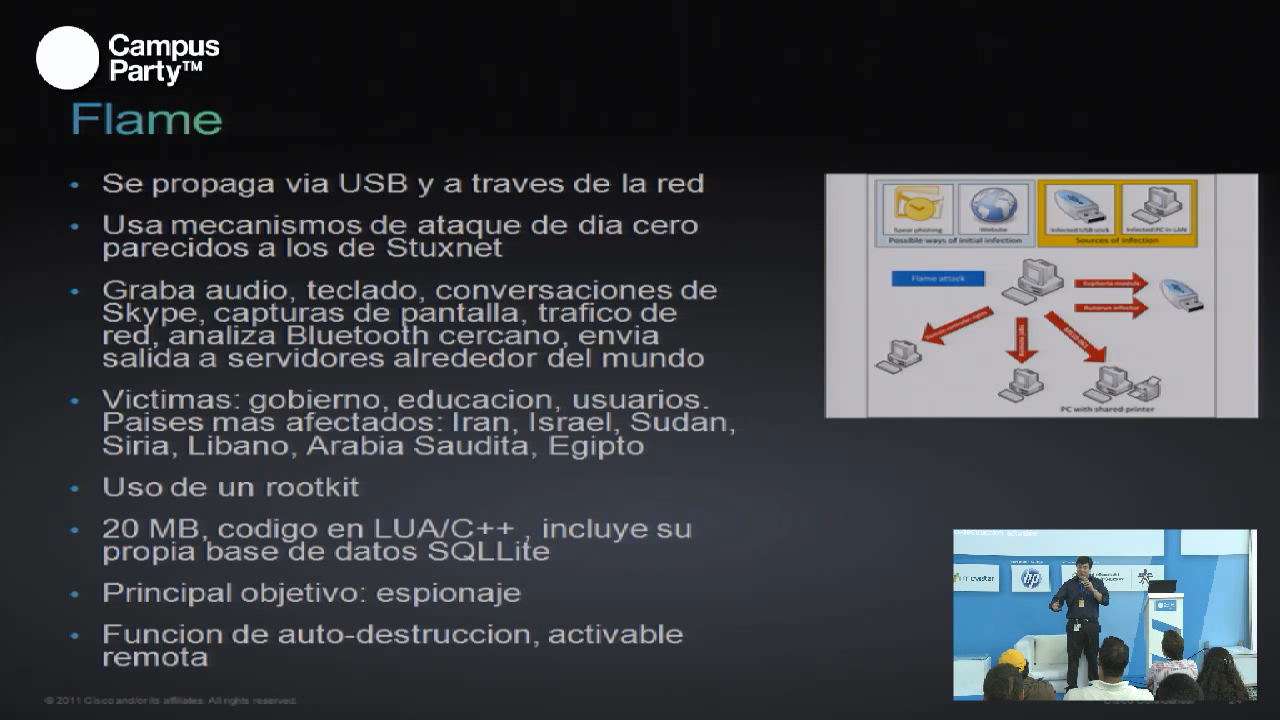 Campus
Party™
Flame
• Se propaga via USB y a traves de la red
• Usa mecanismos de ataque de dia cero
parecidos a los de Stuxnet
• Graba audio, teclado, conversaciones de
Skype, capturas de pantalla, trafico de
red, analiza Bluetooth cercano, envia
salida a servidores alrededor del mundo
• Victimas: gobierno, educacion, usuarios.
Paises mas afectados: Iran, Israel, Sudan,
Siria, Libano, Arabia Saudita, Egipto
• Uso de un rootkit
• 20 MB, codigo en LUA/C++ , incluye su
propia base de datos SQLLite
• Principal objetivo: espionaje
• Funcion de auto-destruccion, activable
remota
Spear phishing
Website
Infected USB stick
Infected PC in LAN
Possible ways of initial infection
Sources of infection
Flame attack
Euphoria module
Autorun infector
PC with shared printer
movistar
hp
© 2011 Cisco and/or its affiliates. All rights reserved.